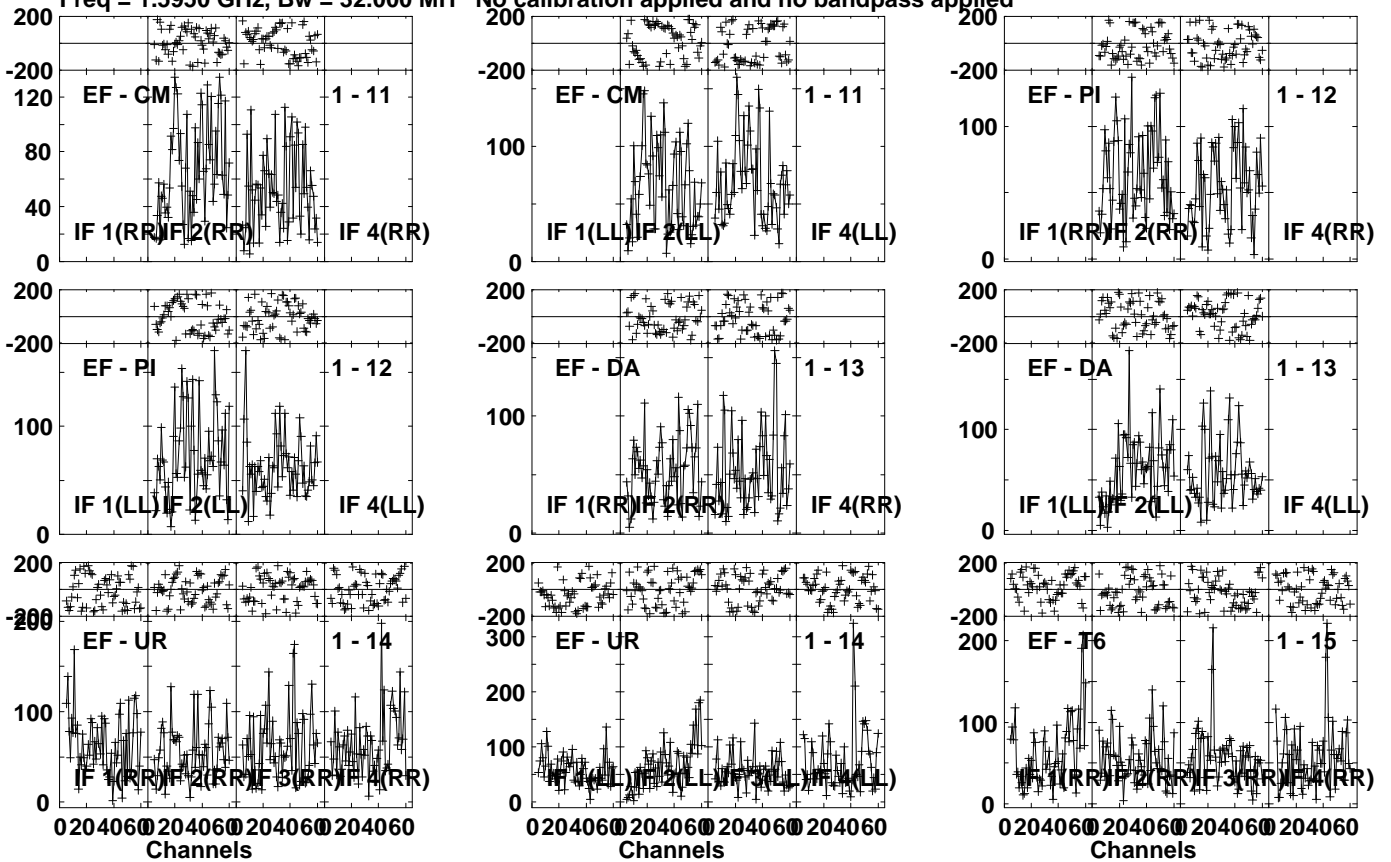 Freq = 1.5950 GHz, Bw = 32.000 MH No calibration applied and no bandpass applied
200 200 200
-200 -200 -200
120 EF - CM 1 - 11 EF - CM 1 - 11 EF - PI 1 - 12
100 100
80
40
IF 1(RR) IF 2(RR) IF 4(RR) IF 1(LL) IF 2(LL) IF 4(LL) IF 1(RR) IF 2(RR) IF 4(RR)
0 0 0
200 200 200
-200 -200 -200
EF - PI 1 - 12 EF - DA 1 - 13 EF - DA 1 - 13
100 100 100
IF 1(LL) IF 2(LL) IF 4(LL) IF 1(RR) IF 2(RR) IF 4(RR) IF 1(LL) IF 2(LL) IF 4(LL)
0 0 0
200 200 200
-200 -200 -200
200 EF - UR 1 - 14 300 EF - UR 1 - 14 200 EF - T6 1 - 15
200
100 100 100
IF 1(RR) IF 2(RR) IF 3(RR) IF 4(RR) IF 1(LL) IF 2(LL) IF 3(LL) IF 4(LL) IF 1(RR) IF 2(RR) IF 3(RR) IF 4(RR)
0 0 0
0 20 40 60 0 20 40 60 0 20 40 60 0 20 40 60 0 20 40 60 0 20 40 60 0 20 40 60 0 20 40 60 0 20 40 60 0 20 40 60 0 20 40 60 0 20 40 60
Channels Channels Channels